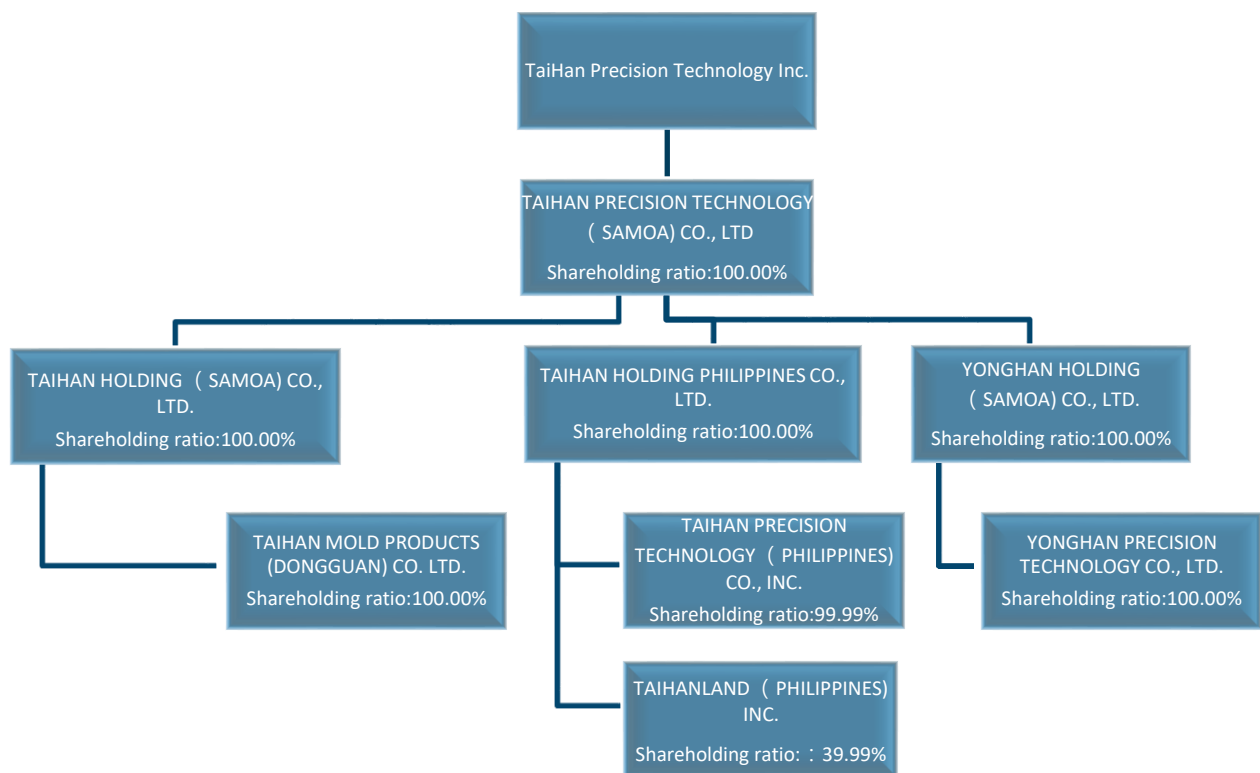 TaiHan Precision Technology Inc.
TAIHAN PRECISION TECHNOLOGY
（ SAMOA) CO., LTD
Shareholding ratio:100.00%
TAIHAN HOLDING （ SAMOA) CO.,
LTD.
Shareholding ratio:100.00%
TAIHAN HOLDING PHILIPPINES CO.,
LTD.
Shareholding ratio:100.00%
YONGHAN HOLDING
（ SAMOA) CO., LTD.
Shareholding ratio:100.00%
TAIHAN MOLD PRODUCTS
(DONGGUAN) CO. LTD.
Shareholding ratio:100.00%
TAIHAN PRECISION
TECHNOLOGY （ PHILIPPINES)
CO., INC.
Shareholding ratio:99.99%
YONGHAN PRECISION
TECHNOLOGY CO., LTD.
Shareholding ratio:100.00%
TAIHANLAND （ PHILIPPINES)
INC.
Shareholding ratio:：39.99%